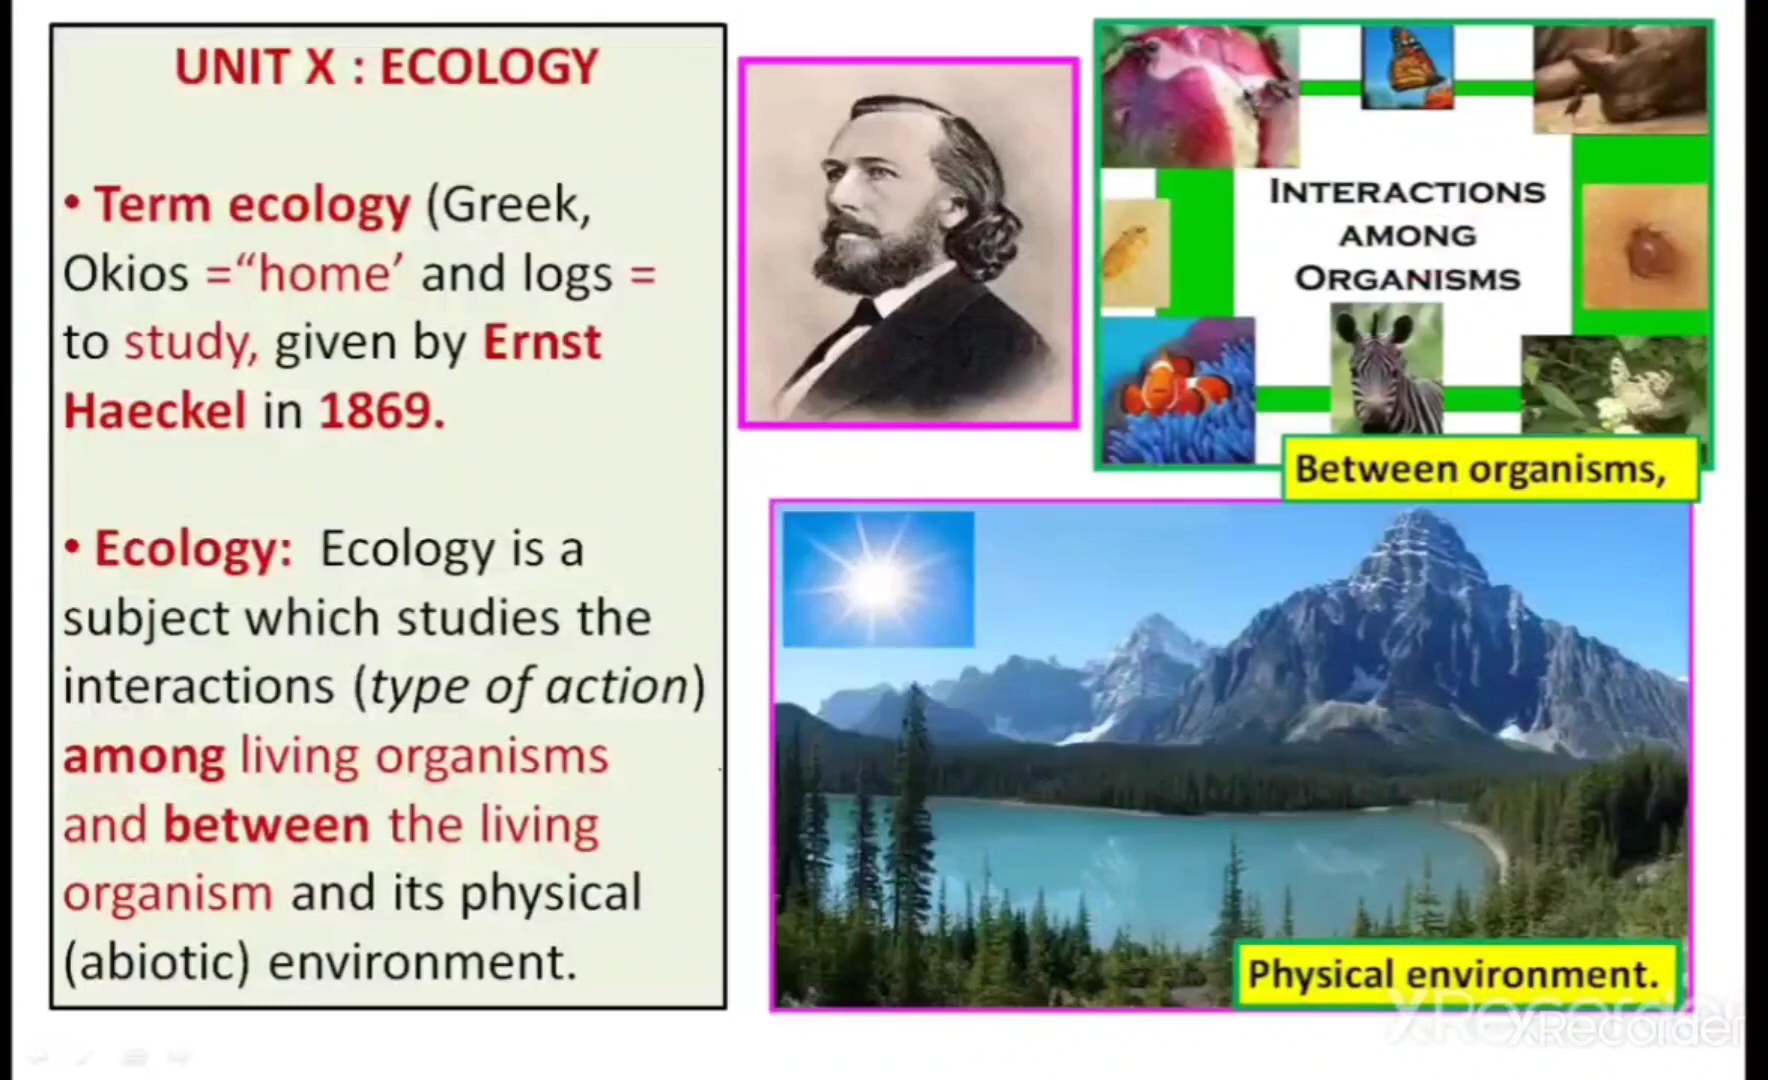 UNIT X : ECOLOGY
• Term ecology (Greek,
Okios =“home’ and logs =
to study, given by Ernst
Haeckel in 1869.
• Ecology: Ecology is a
subject which studies the
interactions (type of action)
among living organisms
and between the living
organism and its physical
(abiotic) environment.
INTERACTIONS
AMONG
ORGANISMS
Between organisms,
Physical environment.
XRecorder